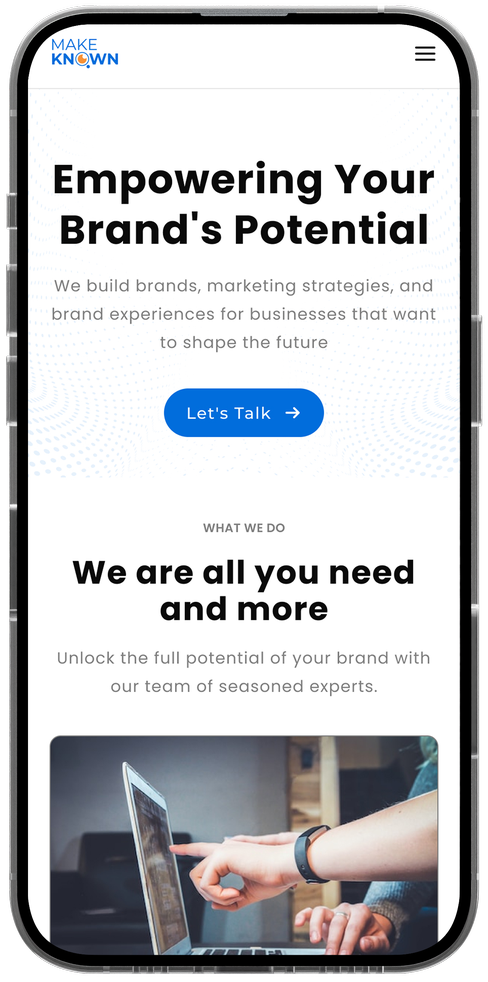 MAKE
KNOWN
Empowering Your
Brand's Potential
We build brands, marketing strategies, and
brand experiences for businesses that want
to shape the future
Let's Talk
WHAT WE DO
We are all you need
and more
Unlock the full potential of your brand with
our team of seasoned experts.